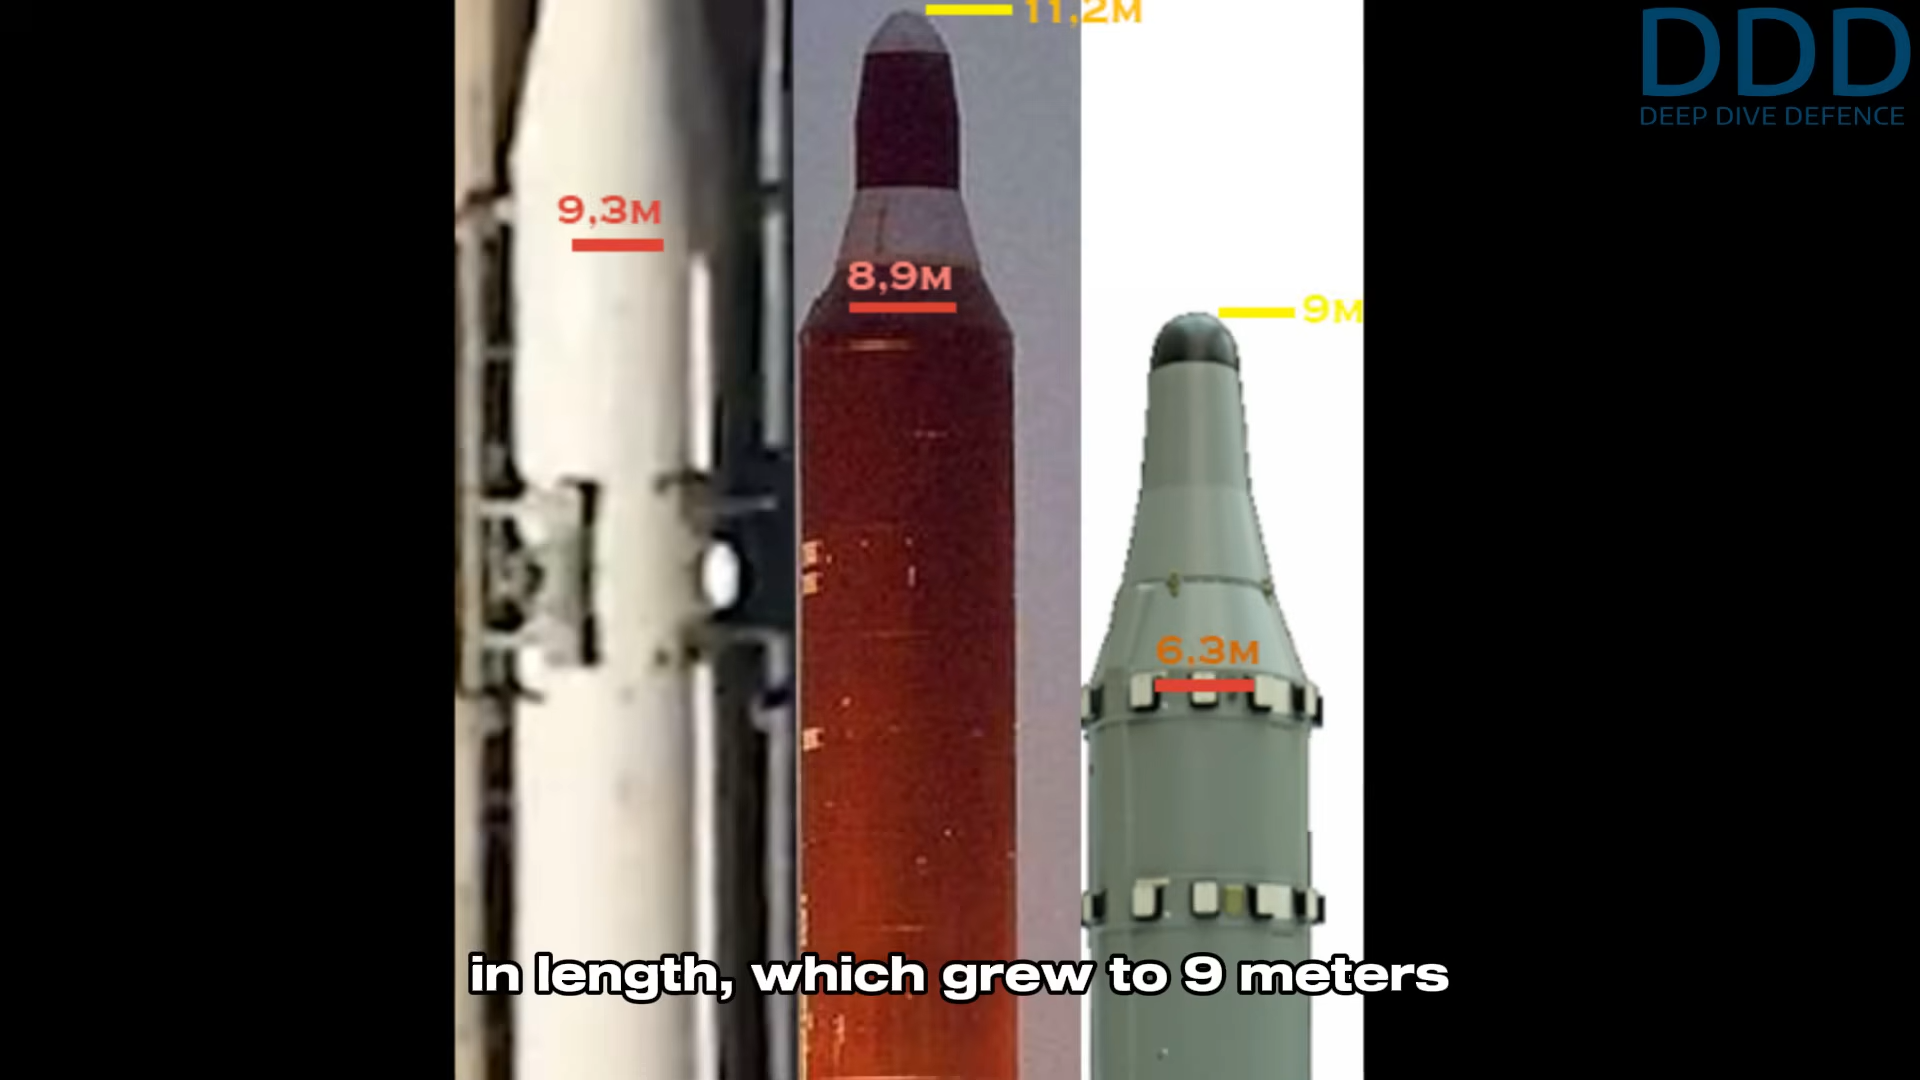 11,2M
DDD
DEEP DIVE DEFENCE
9,3M
8,9M
9M
6.3M
in length, which grew to 9 meters